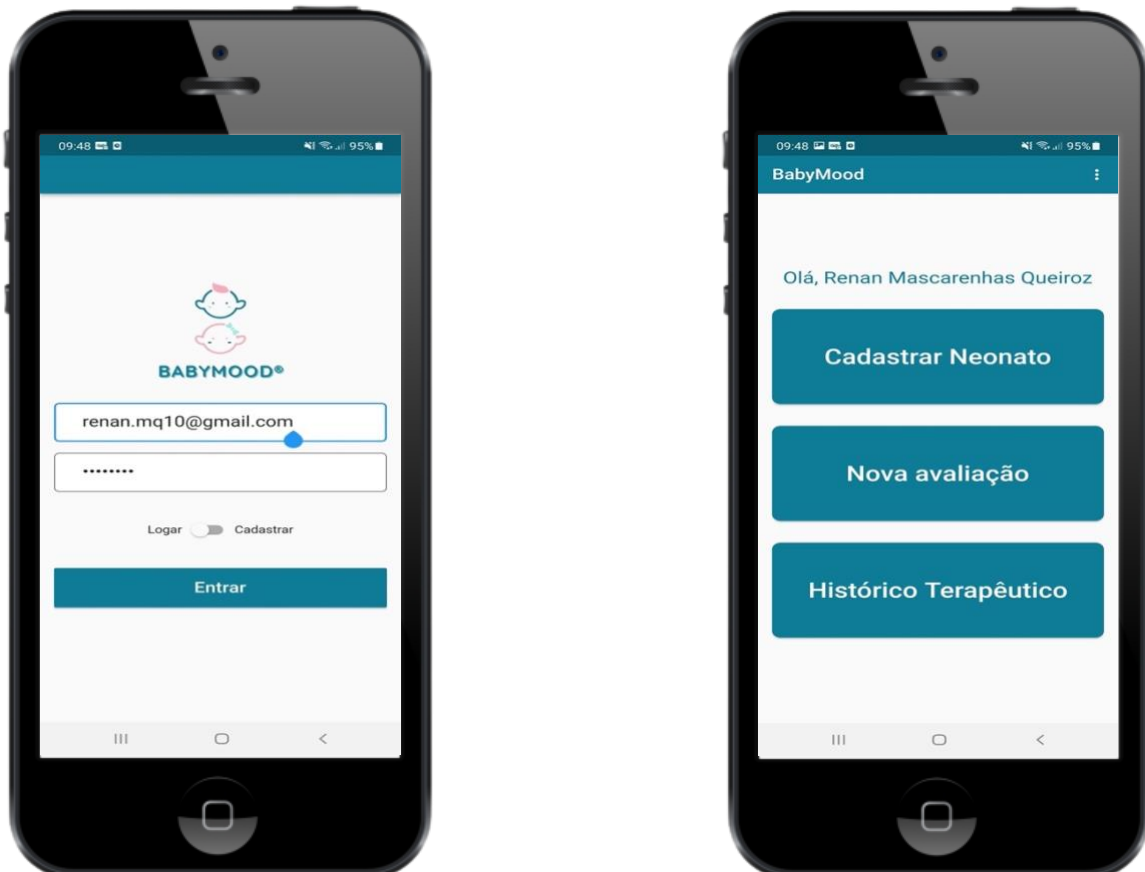 09:48 95%
BABYMOOD®
renan.mq10@gmail.com
••••••••
Logar Cadastrar
Entrar
09:48 95%
BabyMood
Olá, Renan Mascarenhas Queiroz
Cadastrar Neonato
Nova avaliação
Histórico Terapêutico